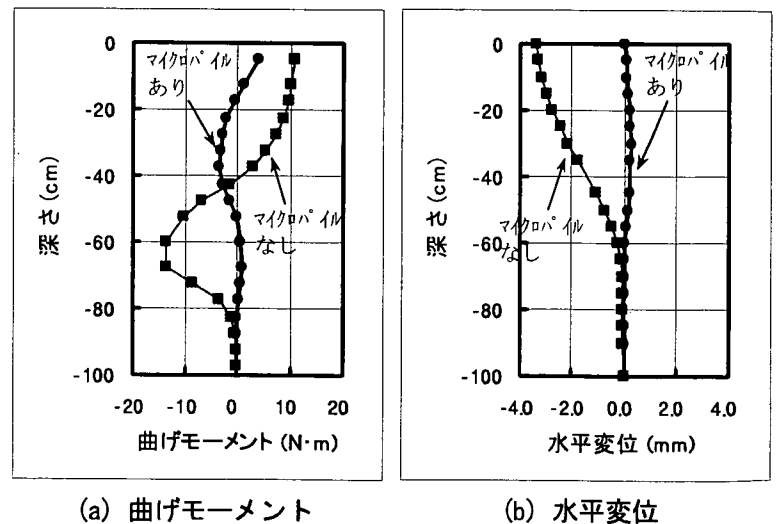 0
-20
-40
-60
-80
-100
深さ (cm)
マイクロパイル
あり
マイクロパイル
なし
-20 -10 0 10 20
曲げモーメント (N·m)
(a) 曲げモーメント
0
-20
-40
-60
-80
-100
深さ (cm)
マイクロパイル
あり
マイクロパイル
なし
-4.0 -2.0 0.0 2.0 4.0
水平変位 (mm)
(b) 水平変位